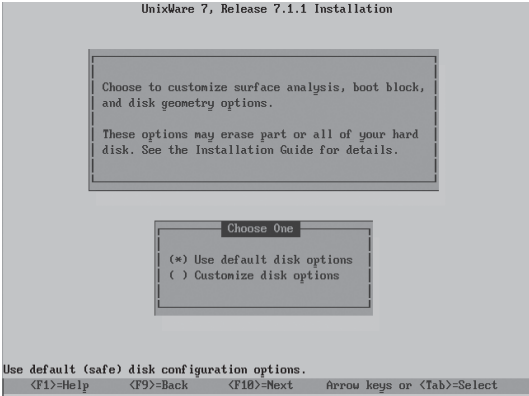 UnixWare 7, Release 7.1.1 Installation
Choose to customize surface analysis, boot block,
and disk geometry options.
These options may erase part or all of your hard
disk. See the Installation Guide for details.
Choose One
(*) Use default disk options
( ) Customize disk options
Use default (safe) disk configuration options.
<F1>=Help <F9>=Back <F10>=Next Arrow keys or <Tab>=Select